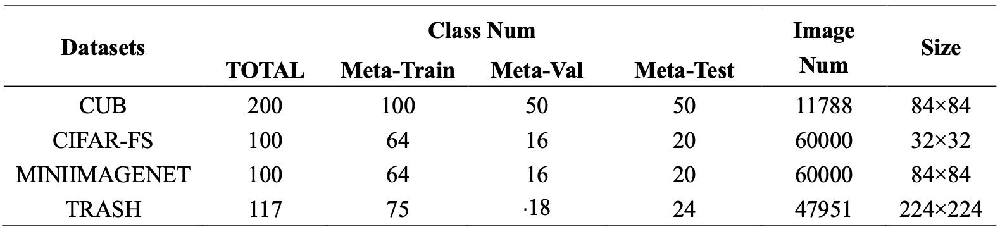 Datasets Class Num Image Num Size
TOTAL Meta-Train Meta-Val Meta-Test
CUB 200 100 50 50 11788 84×84
CIFAR-FS 100 64 16 20 60000 32×32
MINIIMAGENET 100 64 16 20 60000 84×84
TRASH 117 75 ·18 24 47951 224×224